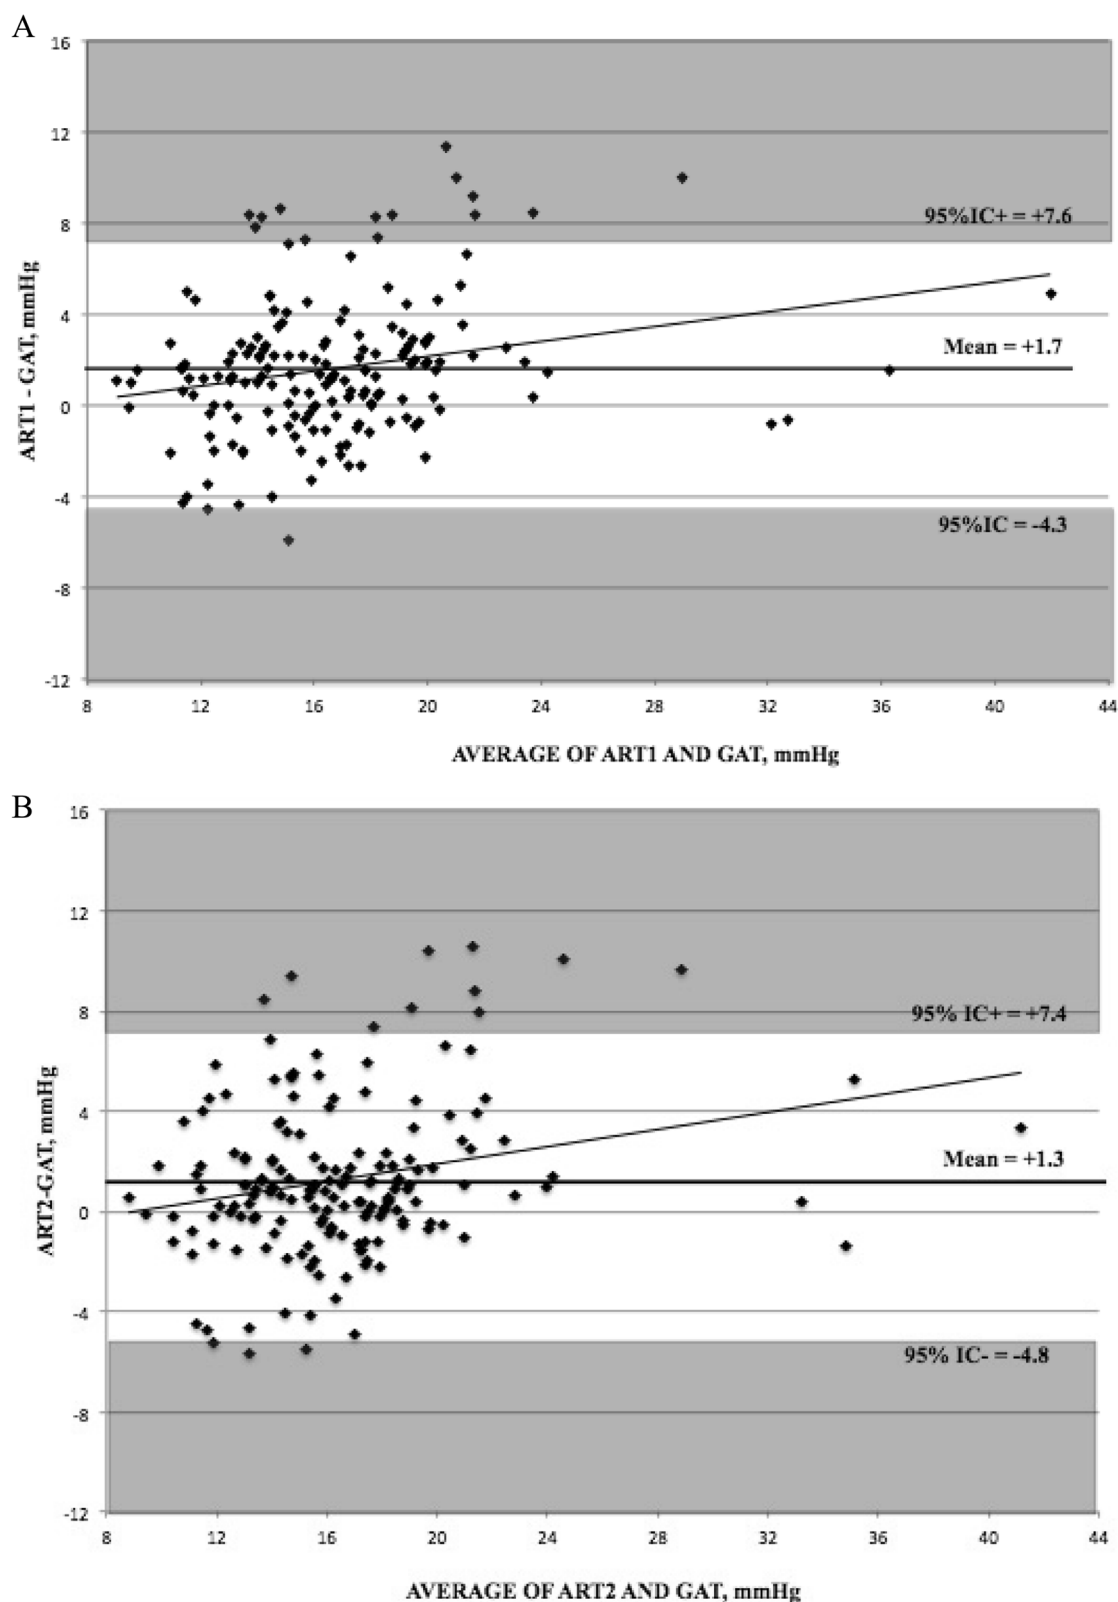 A
16
12
8
4
0
-4
-8
-12
95%IC+ = +7.6
Mean = +1.7
95%IC = -4.3
ART1 - GAT, mmHg
8 12 16 20 24 28 32 36 40 44
AVERAGE OF ART1 AND GAT, mmHg
B
16
12
8
4
0
-4
-8
-12
95% IC+ = +7.4
Mean = +1.3
95% IC- = -4.8
ART2-GAT, mmHg
8 12 16 20 24 28 32 36 40 44
AVERAGE OF ART2 AND GAT, mmHg